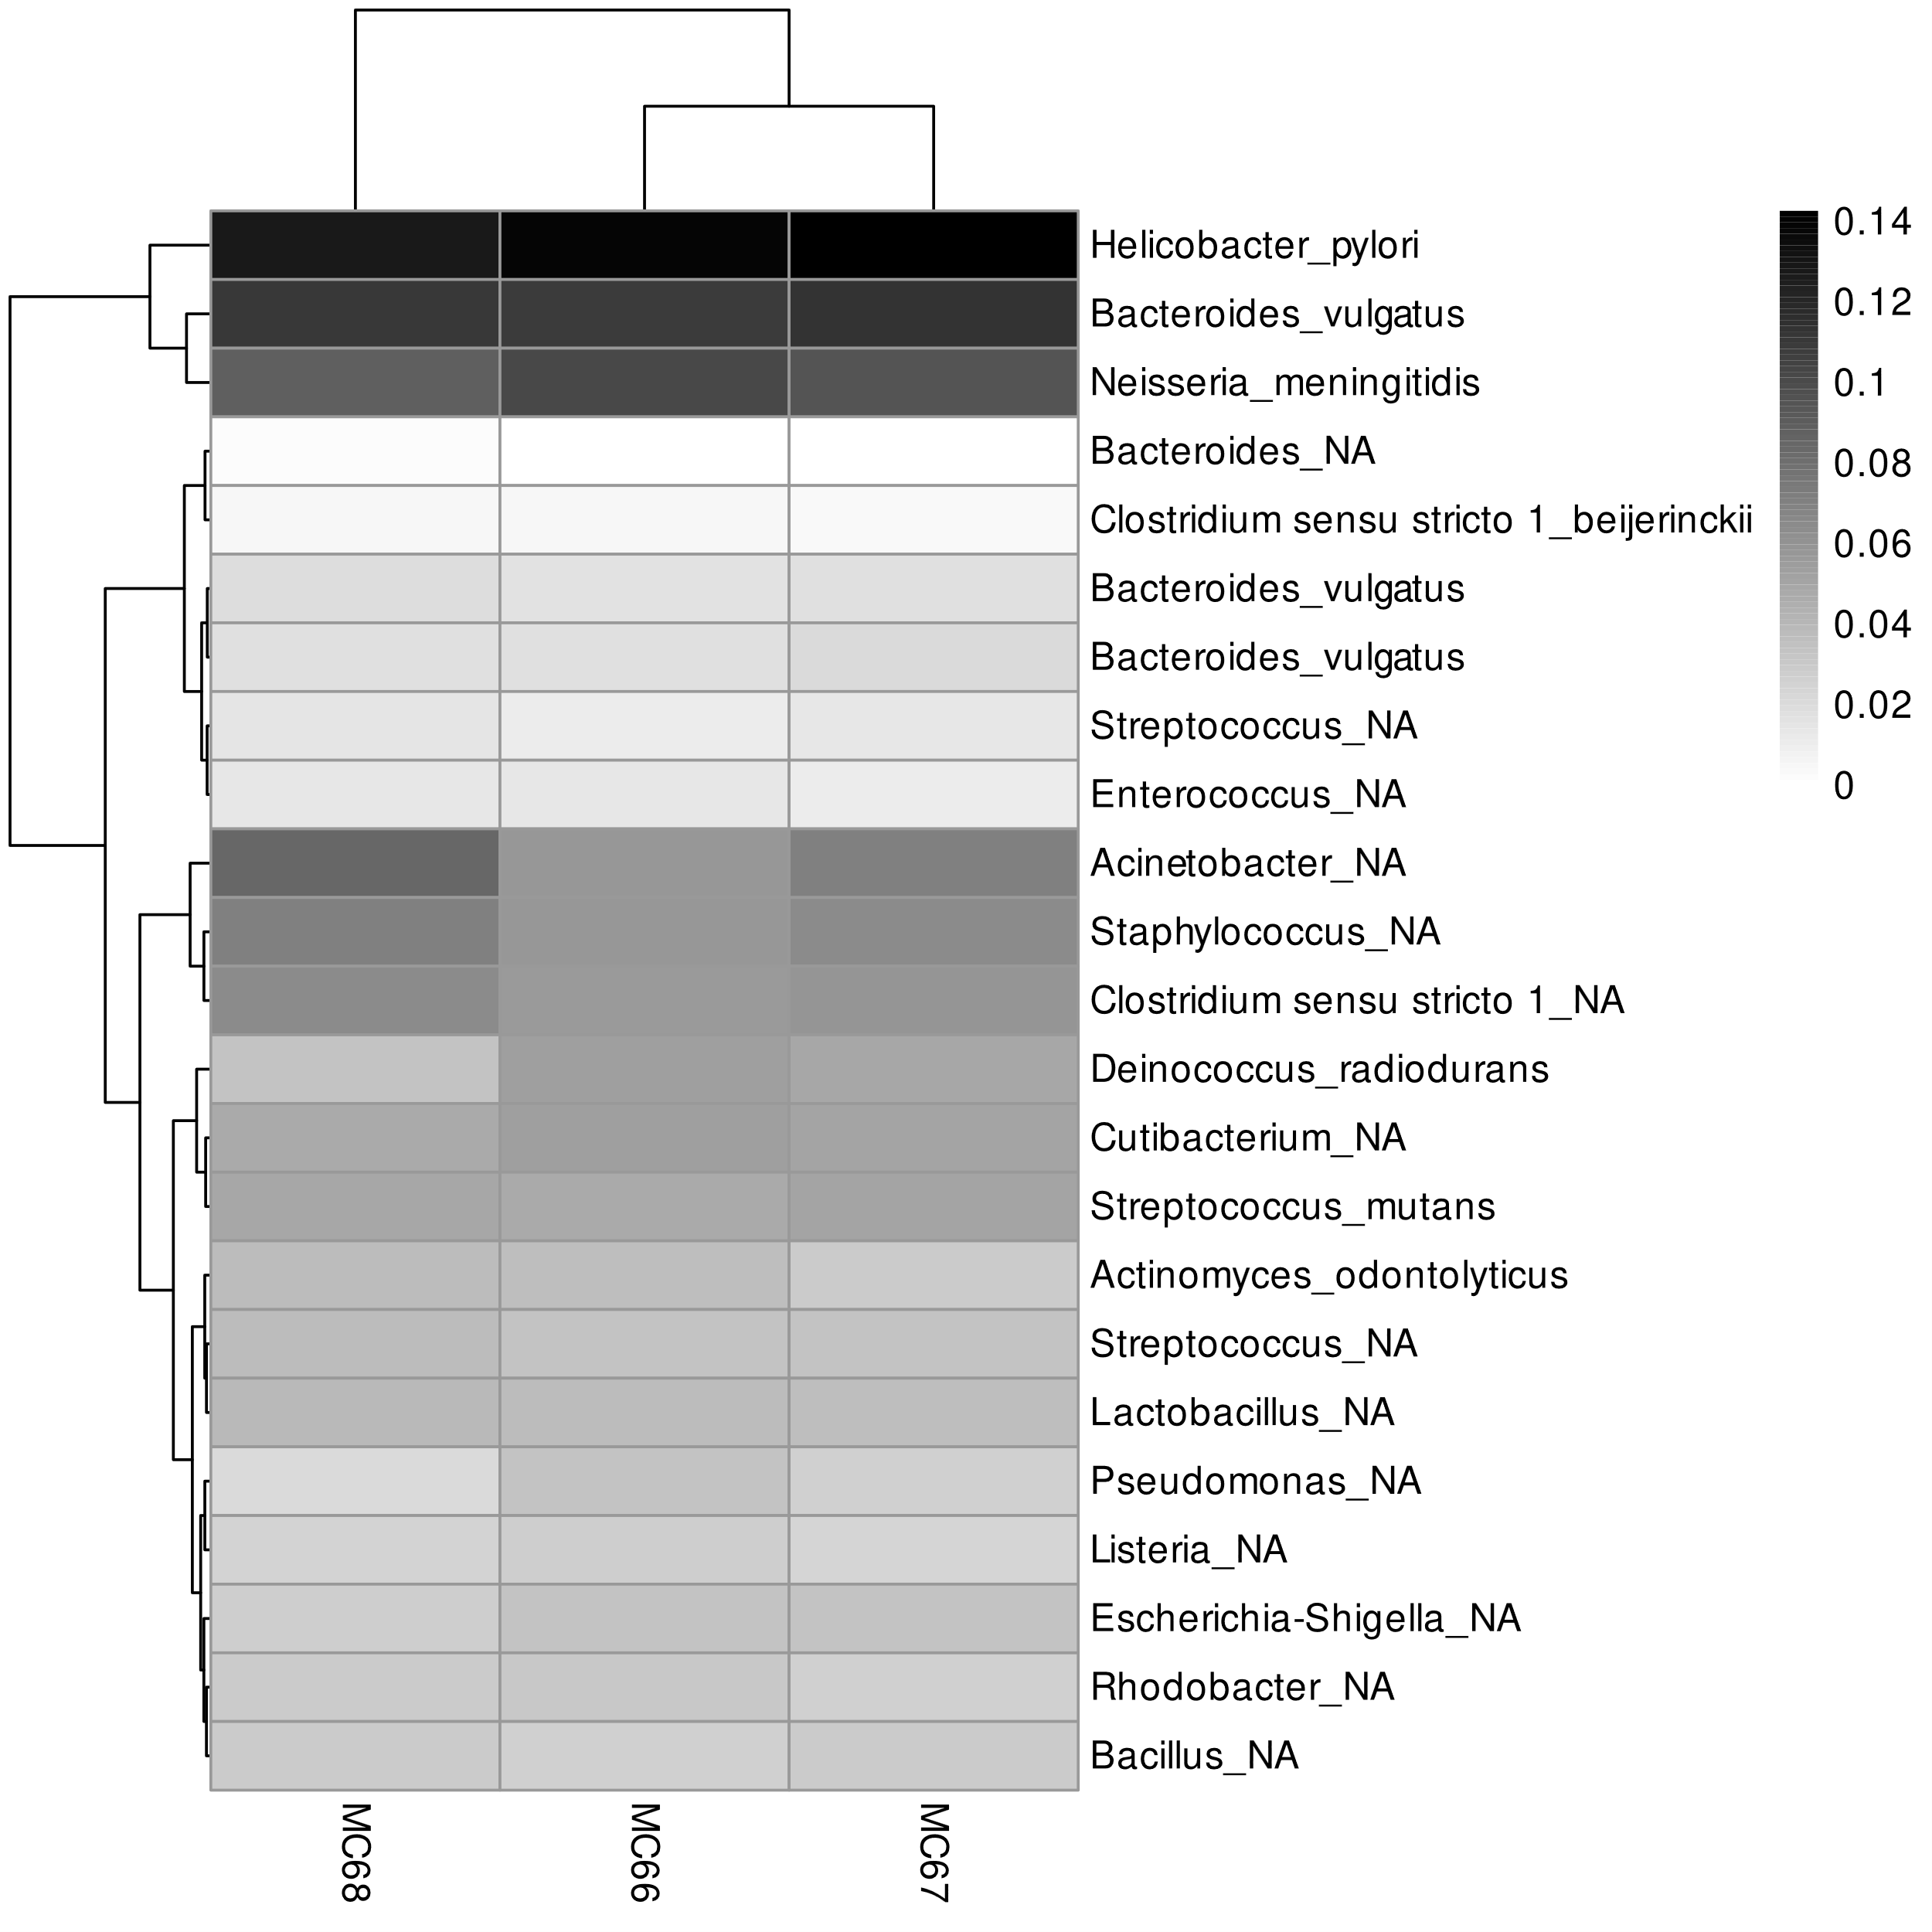 Helicobacter_pylori
Bacteroides_vulgatus
Neisseria_meningitidis
Bacteroides_NA
Clostridium sensu stricto 1_beijerinckii
Bacteroides_vulgatus
Bacteroides_vulgatus
Streptococcus_NA
Enterococcus_NA
Acinetobacter_NA
Staphylococcus_NA
Clostridium sensu stricto 1_NA
Deinococcus_radiodurans
Cutibacterium_NA
Streptococcus_mutans
Actinomyces_odontolyticus
Streptococcus_NA
Lactobacillus_NA
Pseudomonas_NA
Listeria_NA
Escherichia-Shigella_NA
Rhodobacter_NA
Bacillus_NA
0.14
0.12
0.1
0.08
0.06
0.04
0.02
0
MC68
MC66
MC67